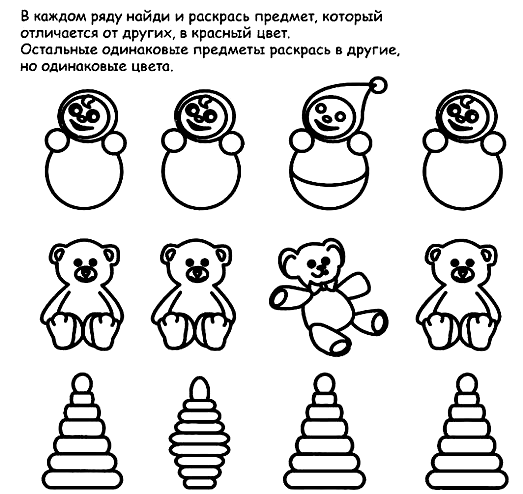 В каждом ряду найди и раскрась предмет, который
отличается от других, в красный цвет.
Остальные одинаковые предметы раскрась в другие,
но одинаковые цвета.